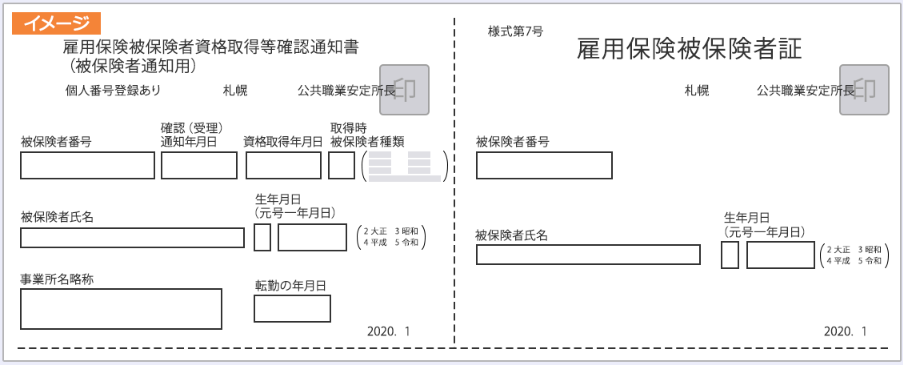 イメージ
雇用保険被保険者資格取得等確認通知書
（被保険者通知用）
個人番号登録あり 札幌 公共職業安定所長
印
被保険者番号
確認（受理）
通知年月日
資格取得年月日
取得時
被保険者種類
被保険者氏名
生年月日
（元号ー年月日）
2 大正 3 昭和
4 平成 5 令和
事業所名略称
転勤の年月日
2020. 1
様式第7号
雇用保険被保険者証
札幌 公共職業安定所長
印
被保険者番号
被保険者氏名
生年月日
（元号ー年月日）
2 大正 3 昭和
4 平成 5 令和
2020. 1